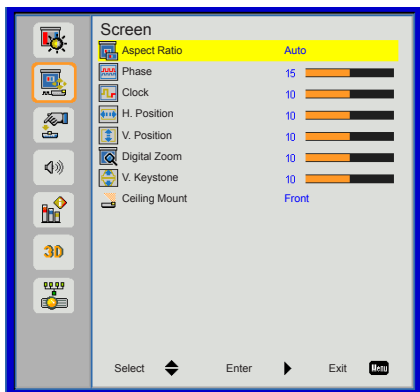 Screen
Aspect Ratio Auto
Phase 15
Clock 10
H. Position 10
V. Position 10
Digital Zoom 10
V. Keystone 10
Ceiling Mount Front
3D
Select Enter Exit Menu